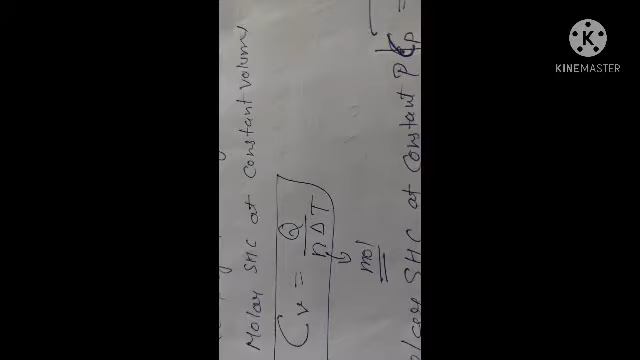 Molar SHC at constant volume
Cv = Q / nΔT
mol
SHC at constant P Cp =
KINEMASTER